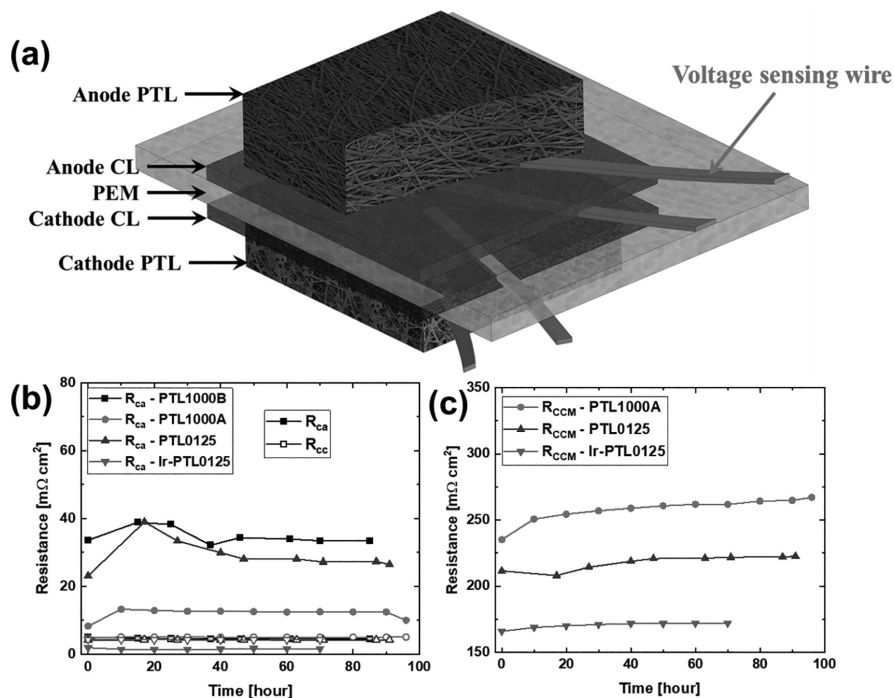 (a)
Voltage sensing wire
Anode PTL
Anode CL
PEM
Cathode CL
Cathode PTL
(b)
R_ca - PTL1000B
R_ca - PTL1000A
R_ca - PTL0125
R_ca - Ir-PTL0125
R_ca
R_cc
Resistance [mΩ cm²]
80
60
40
20
0
0 20 40 60 80 100
Time [hour]
(c)
R_CCM - PTL1000A
R_CCM - PTL0125
R_CCM - Ir-PTL0125
Resistance [mΩ cm²]
350
300
250
200
150
0 20 40 60 80 100
Time [hour]